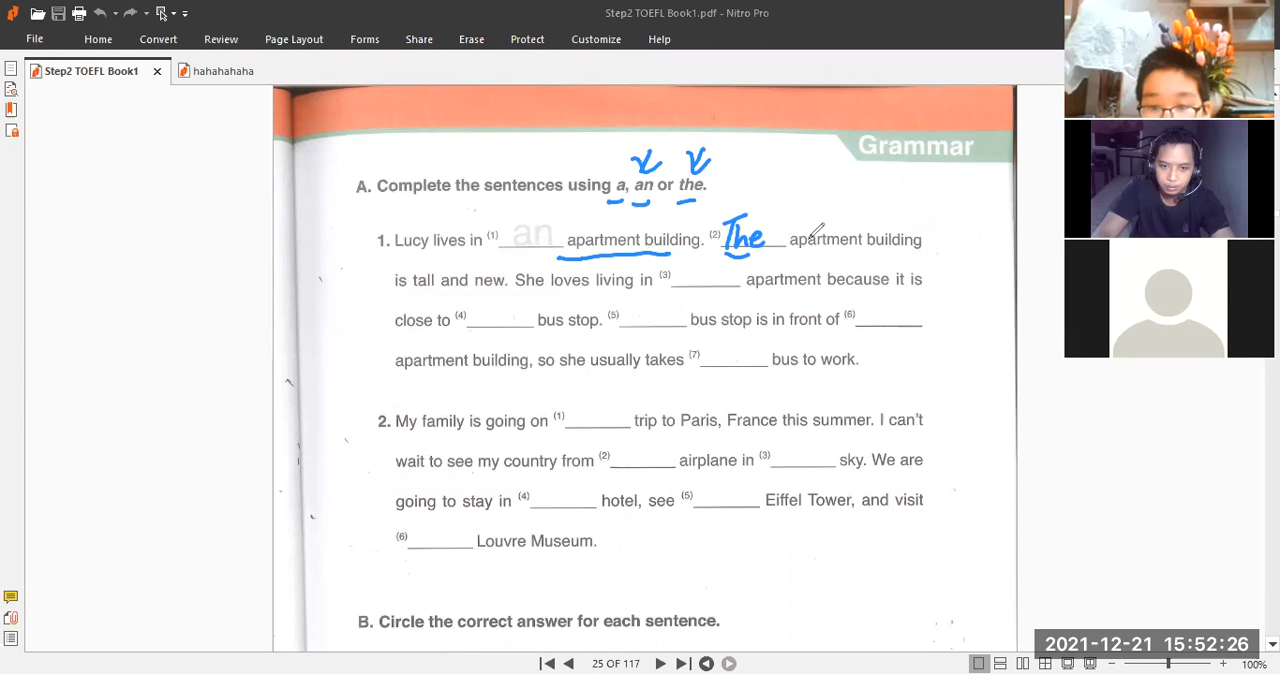 Step2 TOEFL Book1.pdf - Nitro Pro
File Home Convert Review Page Layout Forms Share Erase Protect Customize Help
Step2 TOEFL Book1 hahahahaha
Grammar
A. Complete the sentences using a, an or the.
1. Lucy lives in (1) an apartment building. (2) The apartment building
is tall and new. She loves living in (3)________ apartment because it is
close to (4)________ bus stop. (5)________ bus stop is in front of (6)________
apartment building, so she usually takes (7)________ bus to work.
2. My family is going on (1)________ trip to Paris, France this summer. I can't
wait to see my country from (2)________ airplane in (3)________ sky. We are
going to stay in (4)________ hotel, see (5)________ Eiffel Tower, and visit
(6)________ Louvre Museum.
B. Circle the correct answer for each sentence.
2021-12-21 15:52:26
25 OF 117
100%